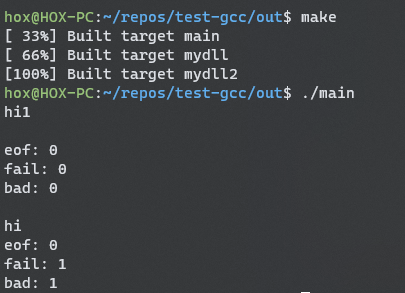 hox@HOX-PC:~/repos/test-gcc/out$ make
[ 33%] Built target main
[ 66%] Built target mydll
[100%] Built target mydll2
hox@HOX-PC:~/repos/test-gcc/out$ ./main
hi1
eof: 0
fail: 0
bad: 0
hi
eof: 0
fail: 1
bad: 1